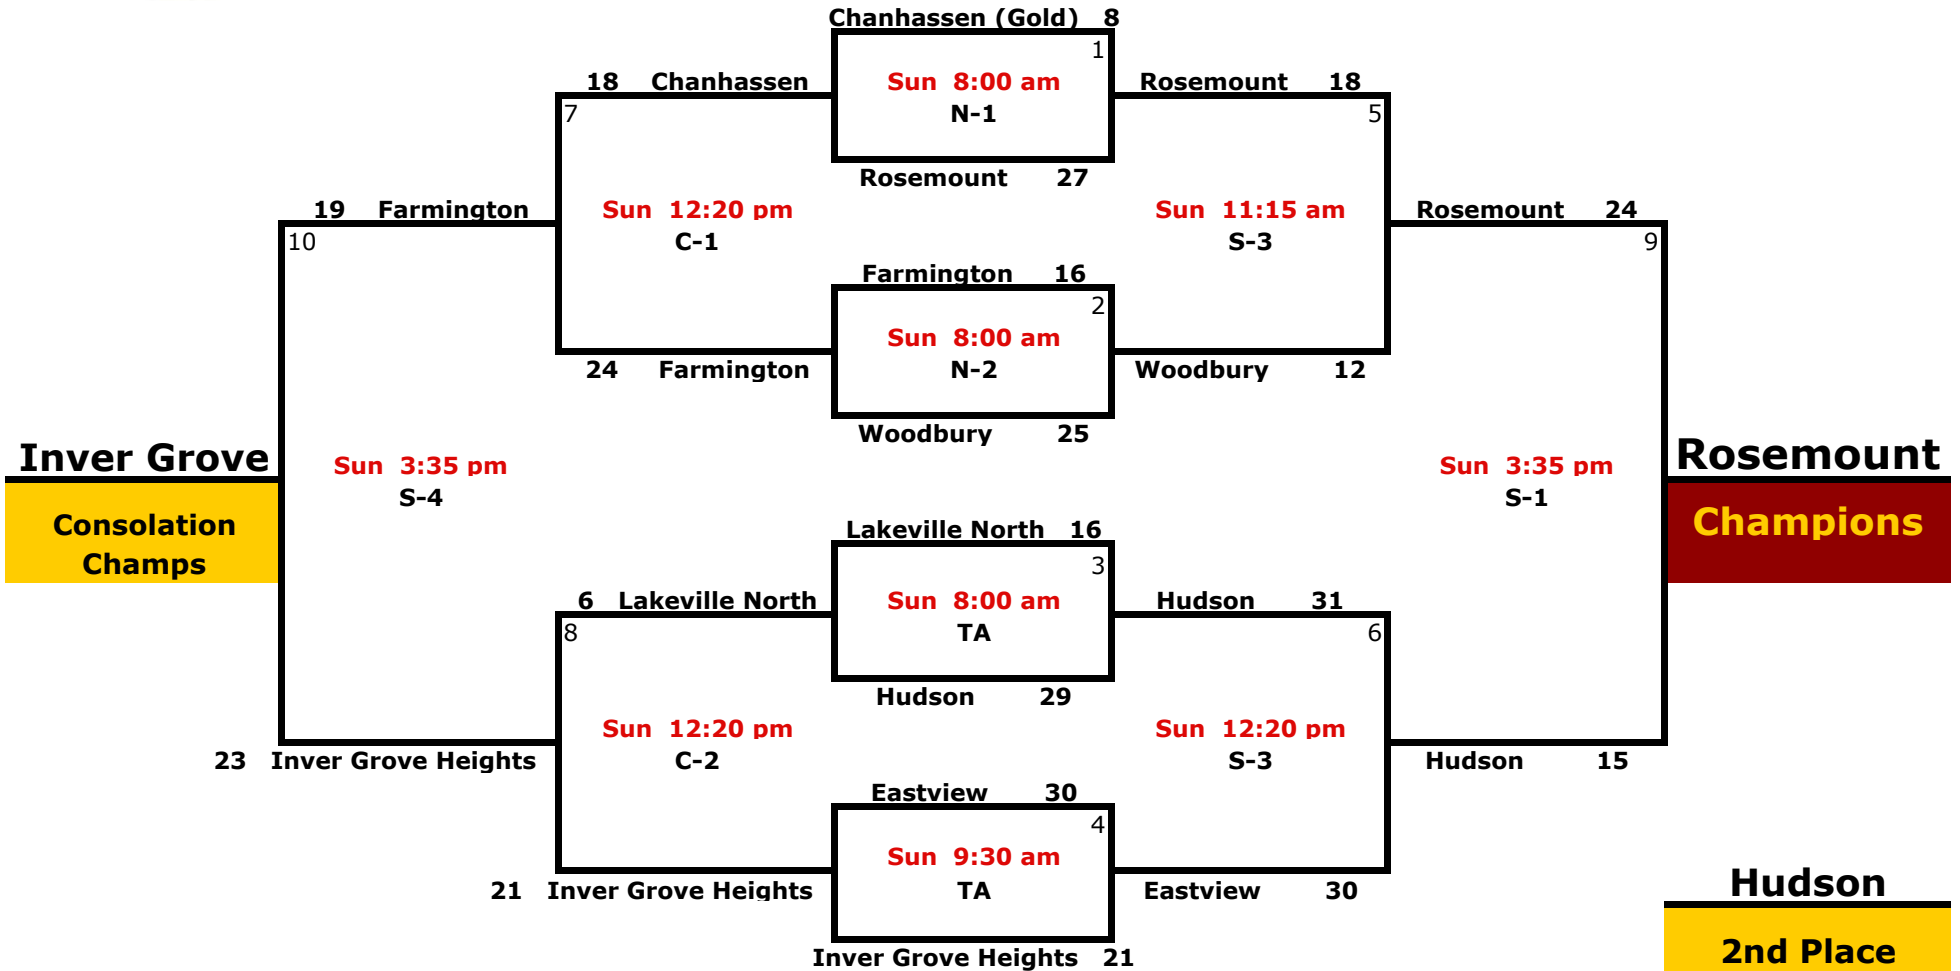 Chanhassen (Gold) 8
1
18 Chanhassen
Sun 8:00 am
Rosemount 18
7
N-1
5
Rosemount 27
19 Farmington
Sun 12:20 pm
Sun 11:15 am
Rosemount 24
10
C-1
S-3
9
Farmington 16
2
Sun 8:00 am
24 Farmington
N-2
Woodbury 12
Woodbury 25
Inver Grove
Sun 3:35 pm
Sun 3:35 pm
Rosemount
S-4
S-1
Consolation
Champs
Lakeville North 16
Champions
3
6 Lakeville North
Sun 8:00 am
Hudson 31
8
TA
6
Hudson 29
Sun 12:20 pm
Sun 12:20 pm
23 Inver Grove Heights
C-2
S-3
Hudson 15
Eastview 30
4
Sun 9:30 am
21 Inver Grove Heights
TA
Eastview 30
Hudson
Inver Grove Heights 21
2nd Place